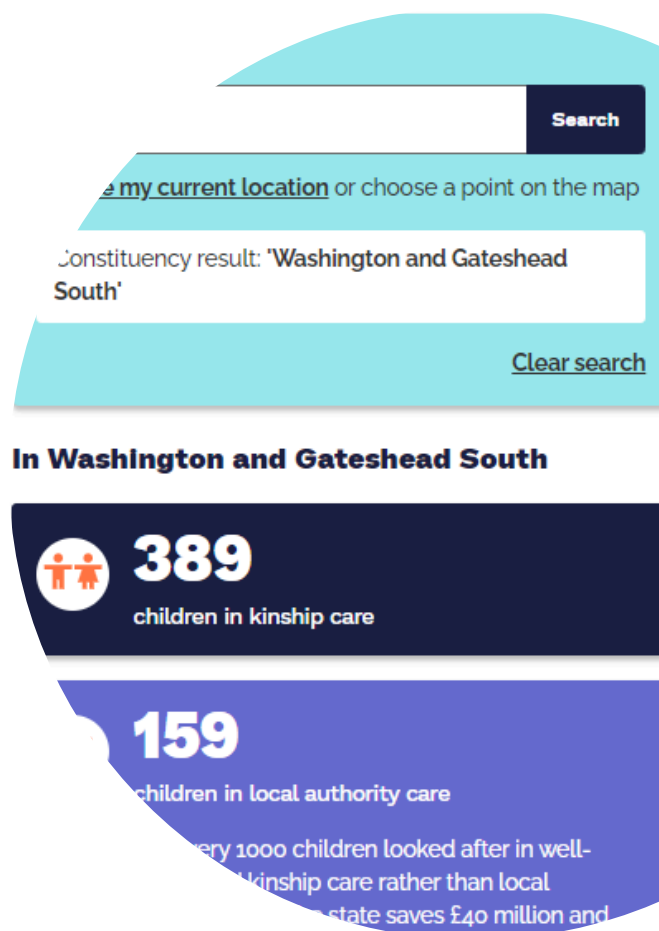 Search
my current location or choose a point on the map
Constituency result: 'Washington and Gateshead
South'
Clear search
In Washington and Gateshead South
389
children in kinship care
159
children in local authority care
1000 children looked after in well-
kinship care rather than local
state saves £40 million and